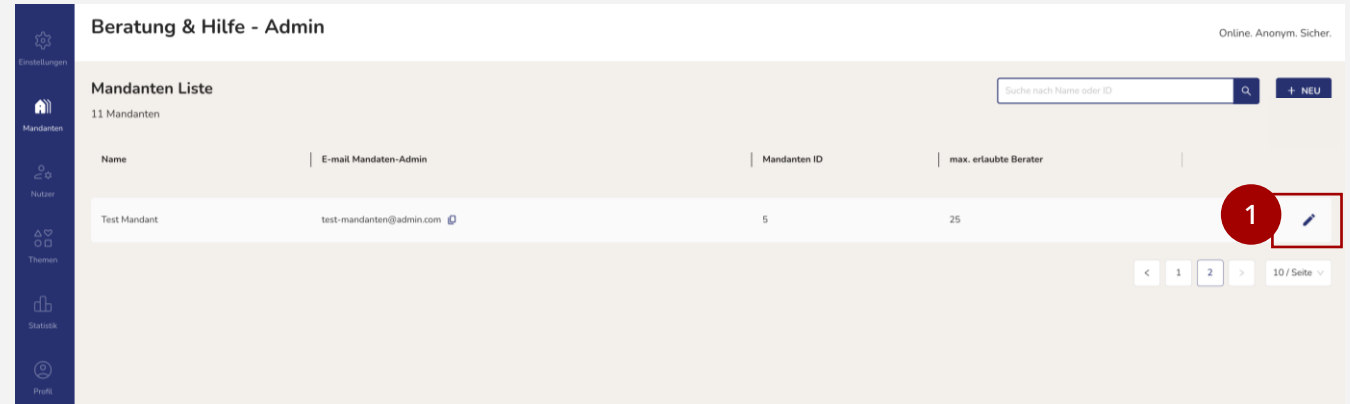 Beratung & Hilfe - Admin
Online. Anonym. Sicher.
Einstellungen
Mandanten
Nutzer
Themen
Statistik
Profil
Mandanten Liste
11 Mandanten
Suche nach Name oder ID
+ NEU
Name E-mail Mandaten-Admin Mandanten ID max. erlaubte Berater
Test Mandant test-mandanten@admin.com 5 25
1
< 1 2 > 10 / Seite